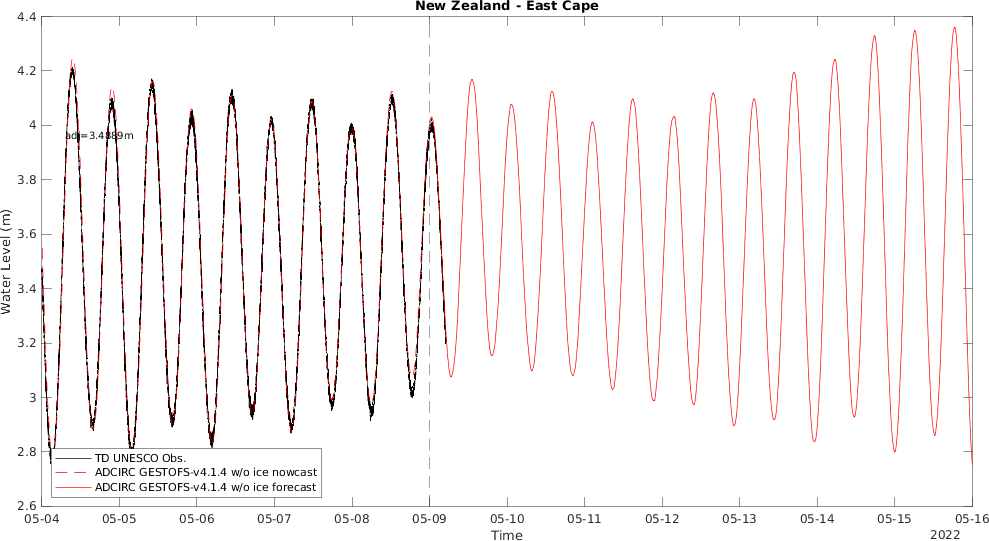 New Zealand - East Cape
4.4
4.2
4
3.8
3.6
3.4
3.2
3
2.8
2.6
Water Level (m)
adj=3.4889m
TD UNESCO Obs.
ADCIRC GESTOFS-v4.1.4 w/o ice nowcast
ADCIRC GESTOFS-v4.1.4 w/o ice forecast
05-04 05-05 05-06 05-07 05-08 05-09 05-10 05-11 05-12 05-13 05-14 05-15 05-16
Time
2022